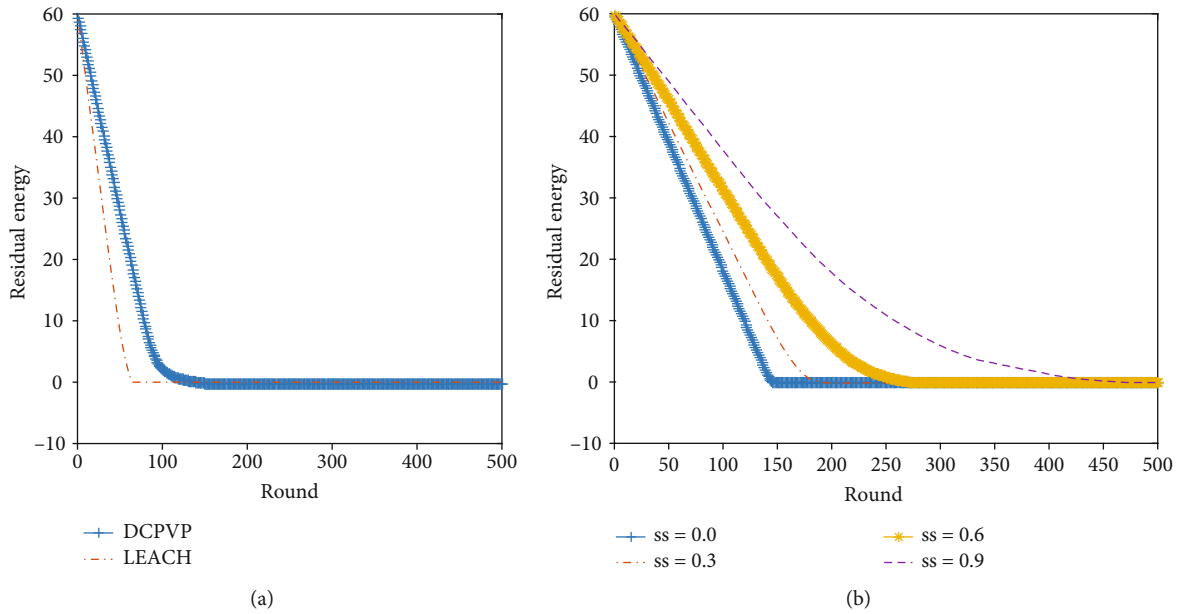 60
50
40
30
20
10
0
−10
Residual energy
0
100
200
300
400
500
Round
DCPVP
LEACH
(a)
60
50
40
30
20
10
0
−10
Residual energy
0
50
100
150
200
250
300
350
400
450
500
Round
ss = 0.0
ss = 0.3
ss = 0.6
ss = 0.9
(b)